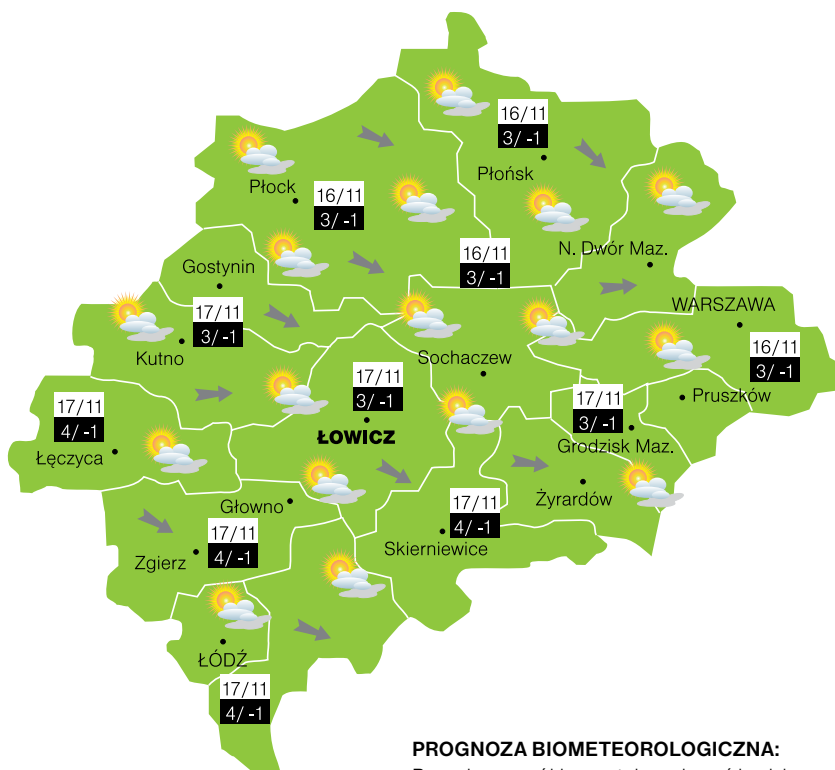 16/11
3/ -1
Płońsk
Płock
16/11
3/ -1
16/11
3/ -1
N. Dwór Maz.
Gostynin
17/11
3/ -1
Kutno
WARSZAWA
16/11
3/ -1
Sochaczew
17/11
3/ -1
ŁOWICZ
Pruszków
17/11
3/ -1
Grodzisk Maz.
17/11
4/ -1
Łęczyca
Żyrardów
Głowno
17/11
4/ -1
Skierniewice
17/11
4/ -1
Zgierz
ŁÓDŹ
17/11
4/ -1
PROGNOZA BIOMETEOROLOGICZNA: